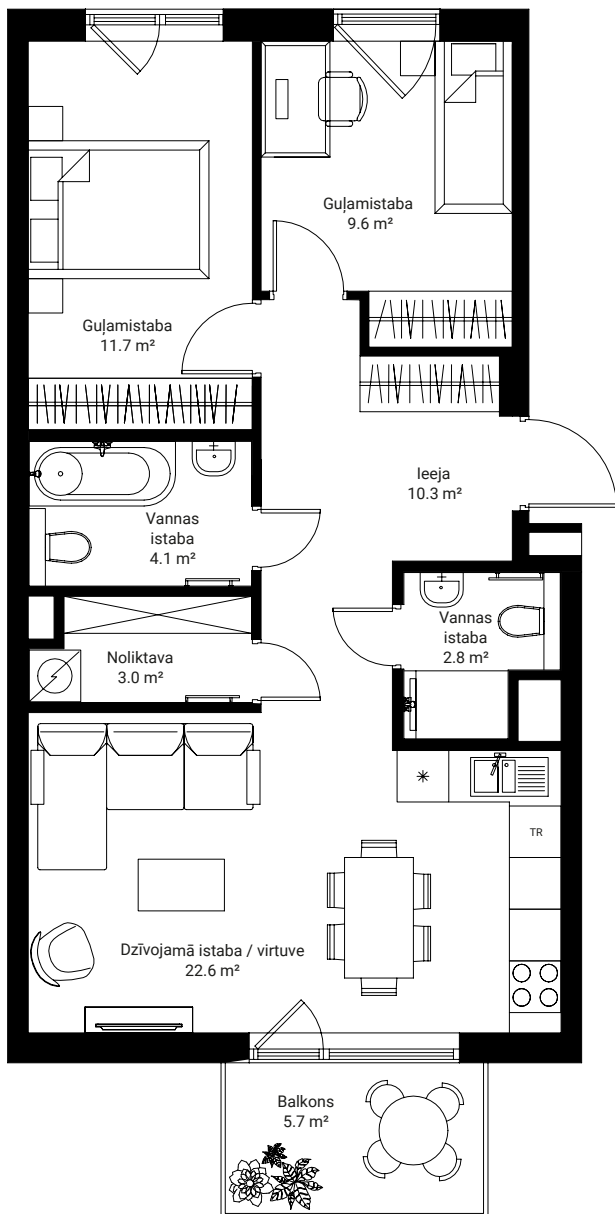 Guļamistaba
9.6 m²
Guļamistaba
11.7 m²
Ieeja
10.3 m²
Vannas
istaba
4.1 m²
Vannas
istaba
2.8 m²
Noliktava
3.0 m²
TR
Dzīvojamā istaba / virtuve
22.6 m²
Balkons
5.7 m²